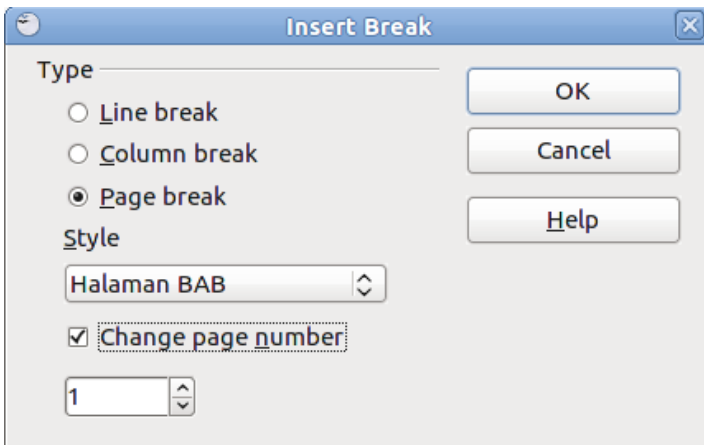 Insert Break
Type
Line break
Column break
Page break
Style
Halaman BAB
Change page number
1
OK
Cancel
Help